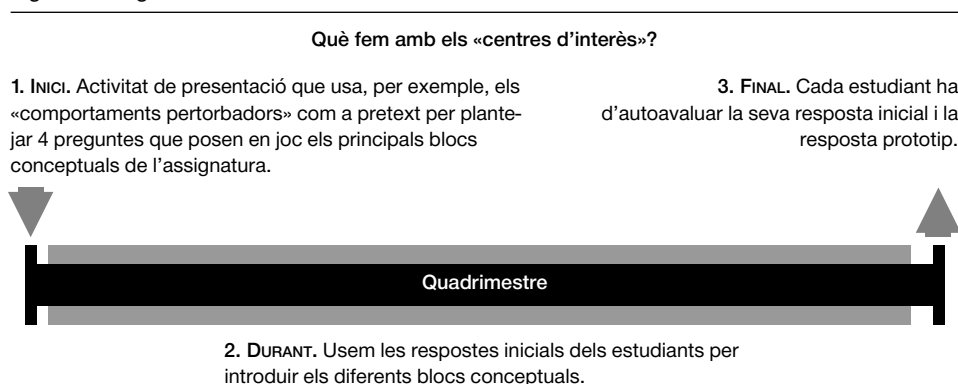 Què fem amb els «centres d’interès»?
1. Inici. Activitat de presentació que usa, per exemple, els
«comportaments pertorbadors» com a pretext per plante-
jar 4 preguntes que posen en joc els principals blocs
conceptuals de l’assignatura.
3. Final. Cada estudiant ha
d’autoavaluar la seva resposta inicial i la
resposta prototip.
Quadrimestre
2. Durant. Usem les respostes inicials dels estudiants per
introduir els diferents blocs conceptuals.